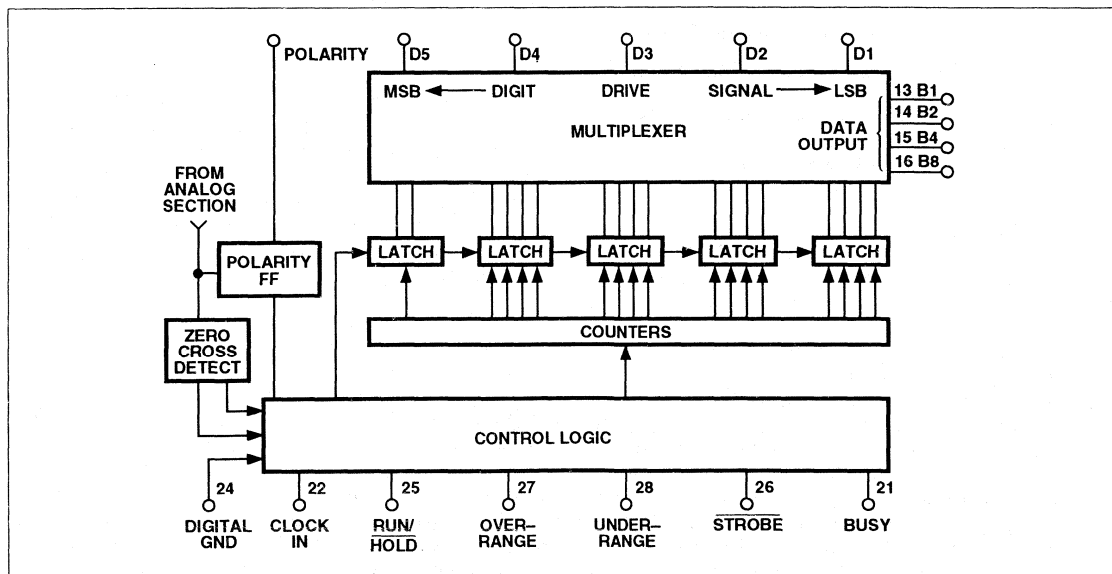 POLARITY
D5
D4
D3
D2
D1
MSB
DIGIT
DRIVE
SIGNAL
LSB
MULTIPLEXER
DATA
OUTPUT
13 B1
14 B2
15 B4
16 B8
FROM
ANALOG
SECTION
POLARITY
FF
LATCH
LATCH
LATCH
LATCH
LATCH
ZERO
CROSS
DETECT
COUNTERS
CONTROL LOGIC
24
22
25
27
28
26
21
DIGITAL
GND
CLOCK
IN
RUN/
HOLD
OVER–
RANGE
UNDER–
RANGE
STROBE
BUSY